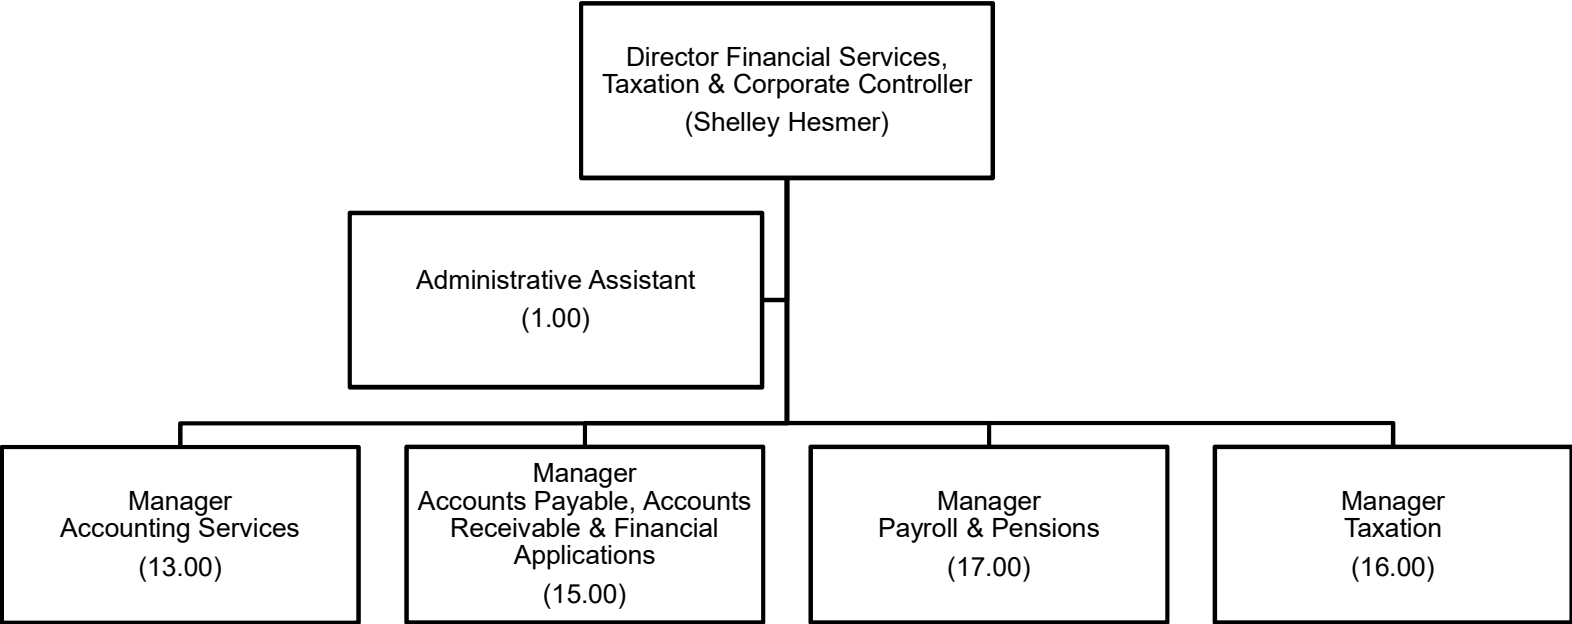 Director Financial Services,
Taxation & Corporate Controller
(Shelley Hesmer)
Administrative Assistant
(1.00)
Manager
Accounting Services
(13.00)
Manager
Accounts Payable, Accounts
Receivable & Financial
Applications
(15.00)
Manager
Payroll & Pensions
(17.00)
Manager
Taxation
(16.00)